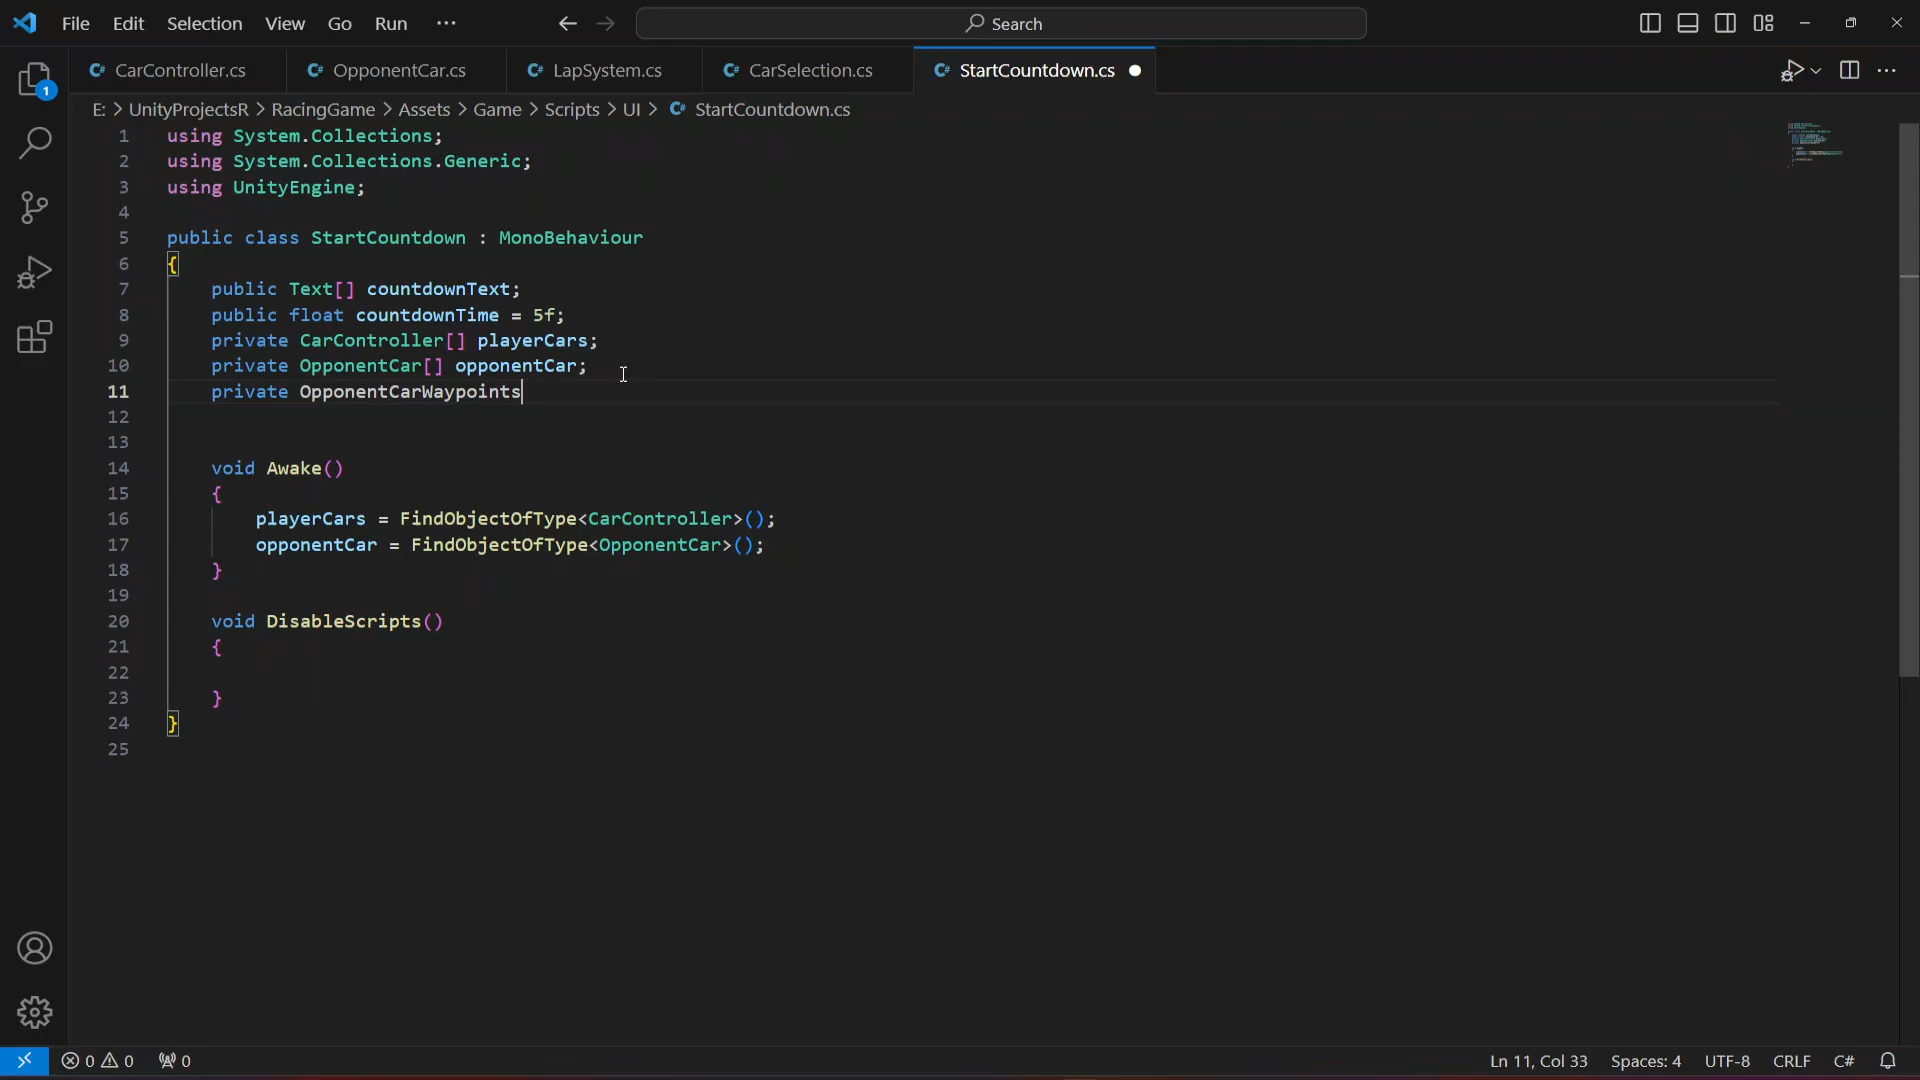 File Edit Selection View Go Run ··· Search
CarController.cs OpponentCar.cs LapSystem.cs CarSelection.cs StartCountdown.cs
E: > UnityProjectsR > RacingGame > Assets > Game > Scripts > UI > StartCountdown.cs
1 using System.Collections;
2 using System.Collections.Generic;
3 using UnityEngine;
4
5 public class StartCountdown : MonoBehaviour
6 {
7 public Text[] countdownText;
8 public float countdownTime = 5f;
9 private CarController[] playerCars;
10 private OpponentCar[] opponentCar;
11 private OpponentCarWaypoints
12
13
14 void Awake()
15 {
16 playerCars = FindObjectOfType<CarController>();
17 opponentCar = FindObjectOfType<OpponentCar>();
18 }
19
20 void DisableScripts()
21 {
22
23 }
24 }
25
1
0 0 0 Ln 11, Col 33 Spaces: 4 UTF-8 CRLF C#